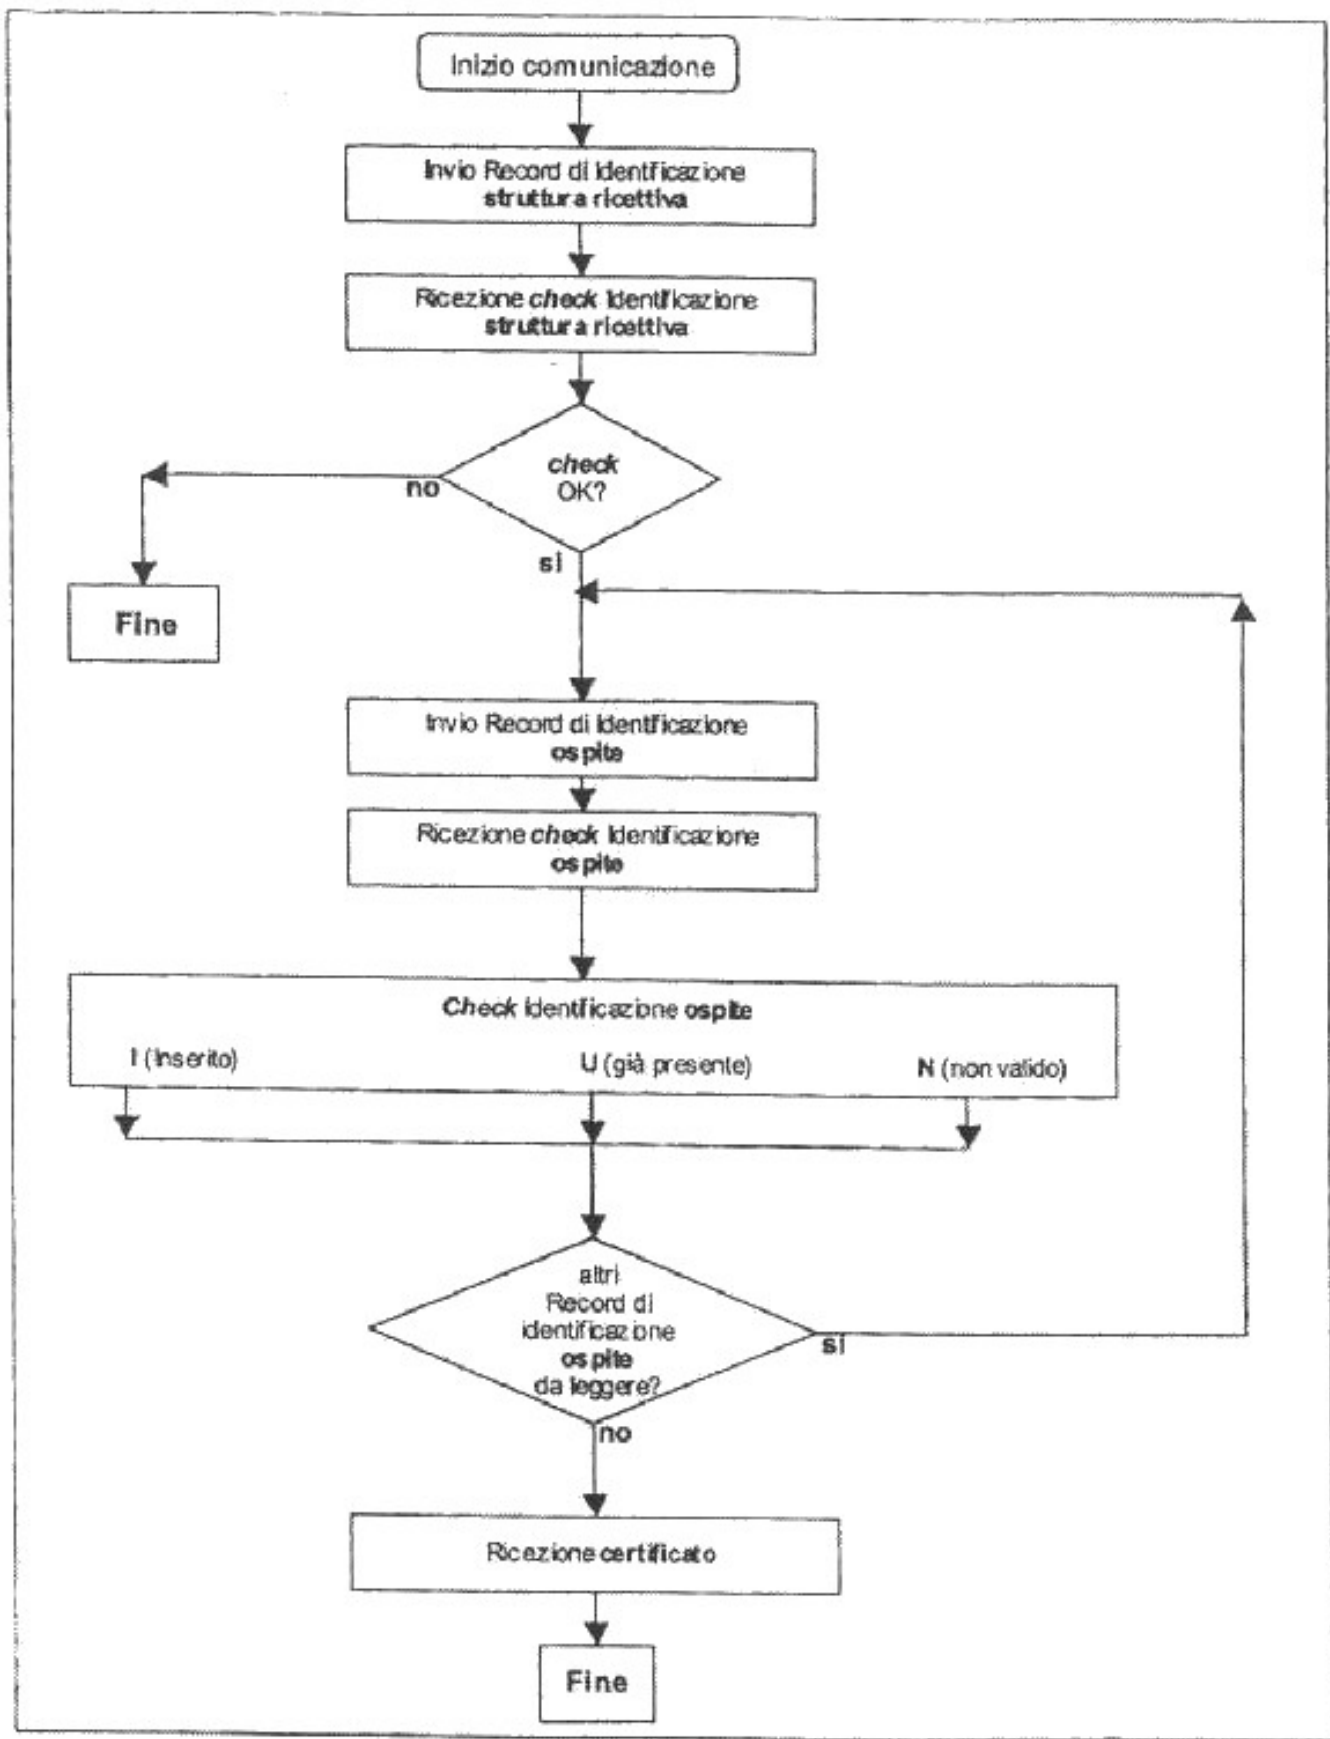 Inizio comunicazione
Invio Record di Identificazione
struttura ricettiva
Ricezione check Identificazione
struttura ricettiva
check
OK?
no
si
Fine
Invio Record di Identificazione
ospite
Ricezione check Identificazione
ospite
Check Identificazione ospite
I (Inserito)
U (già presente)
N (non valido)
altri
Record di
identificazione
ospite
da leggere?
si
no
Ricezione certificato
Fine